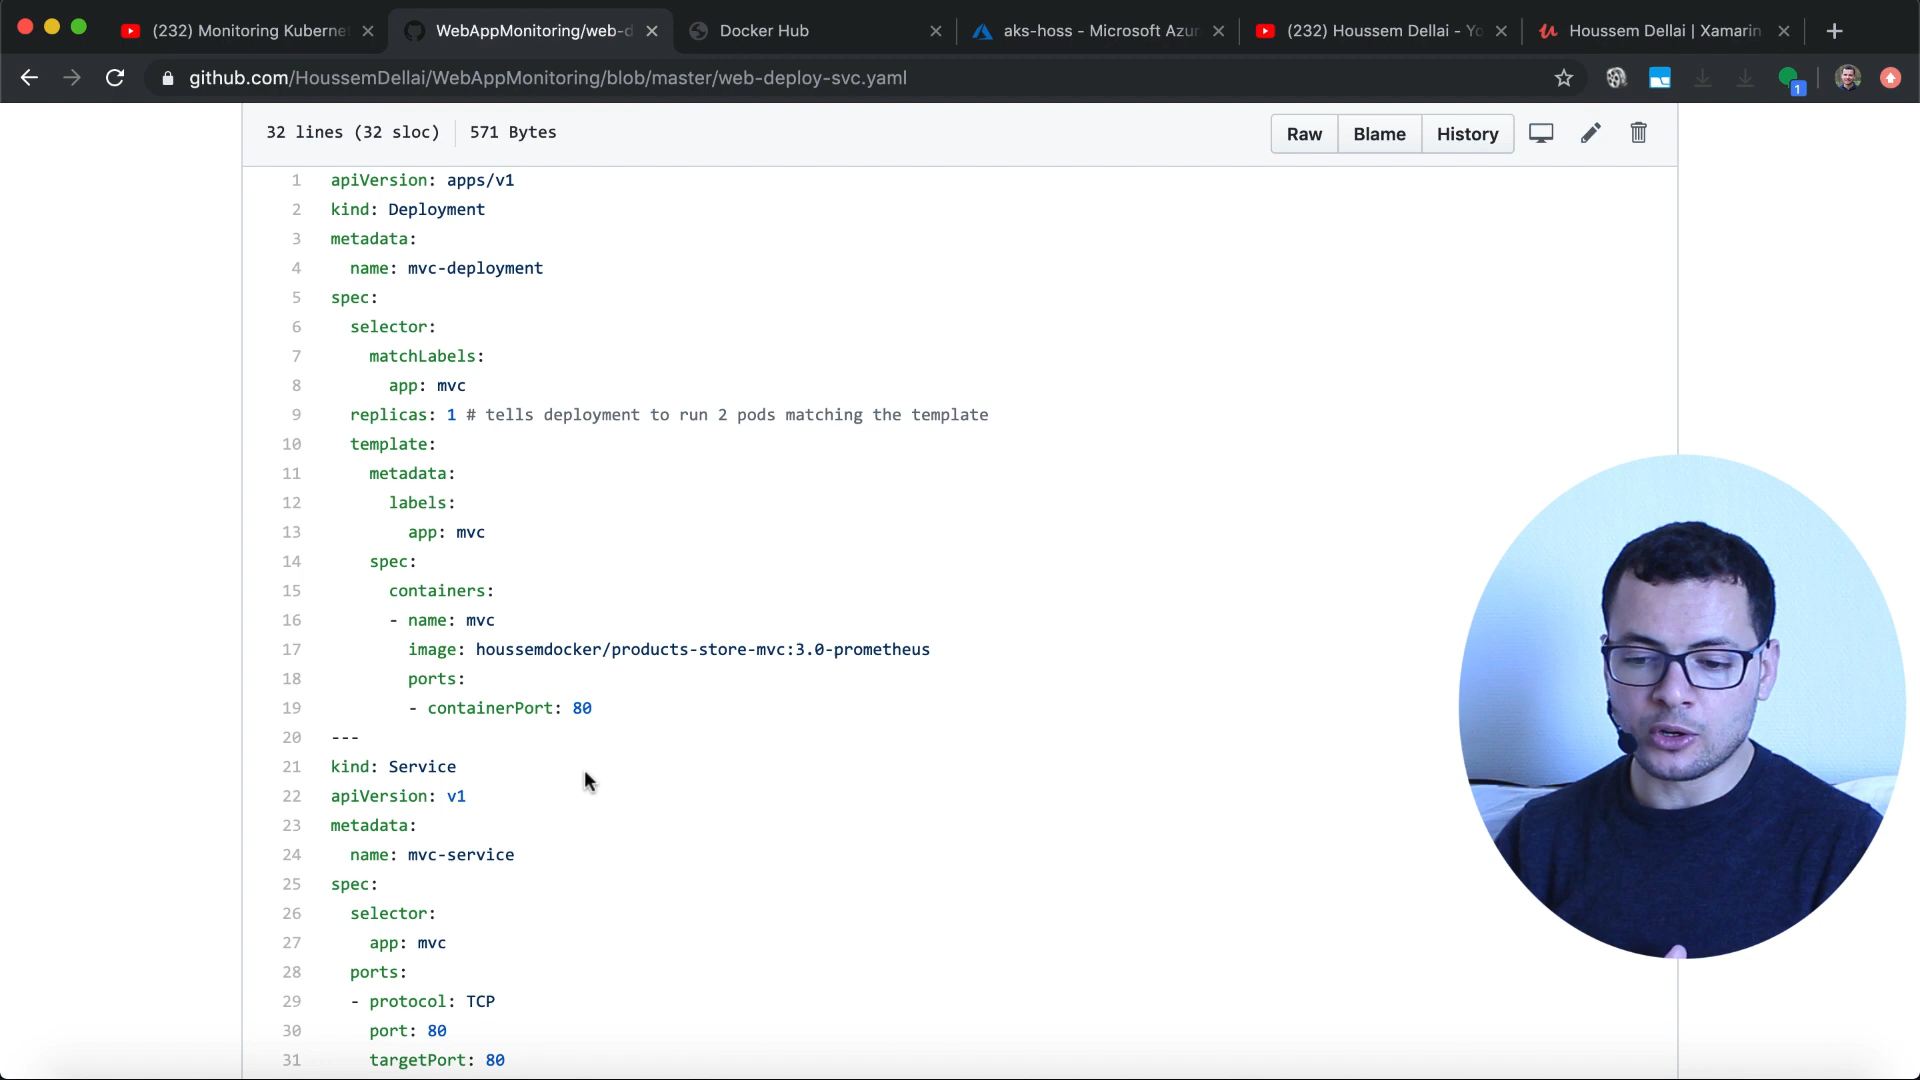 (232) Monitoring Kuberne
WebAppMonitoring/web-d
Docker Hub
aks-hoss - Microsoft Azur
(232) Houssem Dellai - Yo
Houssem Dellai | Xamarin
github.com/HoussemDellai/WebAppMonitoring/blob/master/web-deploy-svc.yaml
1
32 lines (32 sloc)
571 Bytes
Raw
Blame
History
1 apiVersion: apps/v1
2 kind: Deployment
3 metadata:
4 name: mvc-deployment
5 spec:
6 selector:
7 matchLabels:
8 app: mvc
9 replicas: 1 # tells deployment to run 2 pods matching the template
10 template:
11 metadata:
12 labels:
13 app: mvc
14 spec:
15 containers:
16 - name: mvc
17 image: houssemdocker/products-store-mvc:3.0-prometheus
18 ports:
19 - containerPort: 80
20 ---
21 kind: Service
22 apiVersion: v1
23 metadata:
24 name: mvc-service
25 spec:
26 selector:
27 app: mvc
28 ports:
29 - protocol: TCP
30 port: 80
31 targetPort: 80